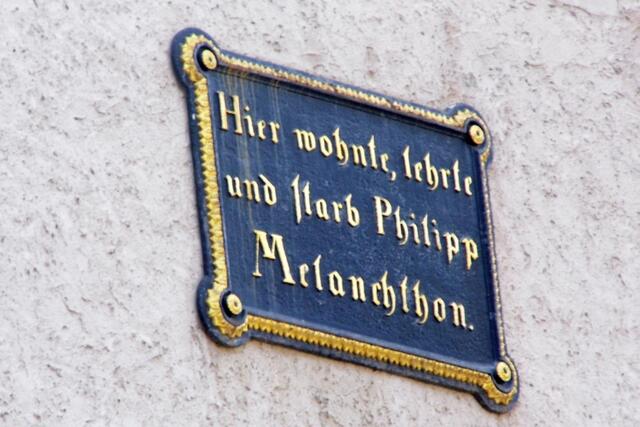 Hier wohnte, lehrte
und starb Philipp
Melanchthon.